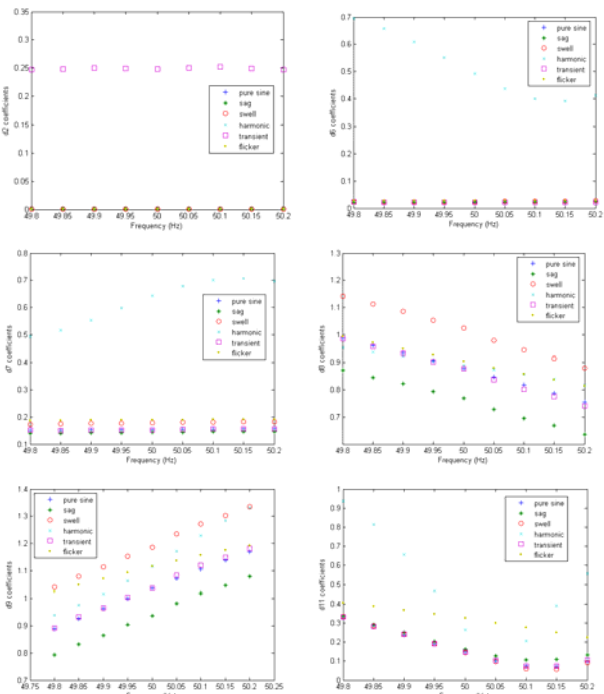 0.35
0.3
0.25
0.2
0.15
0.1
0.05
0
d2 coefficients
pure sine
sag
swell
harmonic
transient
flicker
49.8 49.85 49.9 49.95 50 50.05 50.1 50.15 50.2
Frequency (Hz)
0.7
0.6
0.5
0.4
0.3
0.2
0.1
0
d6 coefficients
pure sine
sag
swell
harmonic
transient
flicker
49.8 49.85 49.9 49.95 50 50.05 50.1 50.15 50.2
Frequency (Hz)
0.8
0.7
0.6
0.5
0.4
0.3
0.2
0.1
d7 coefficients
pure sine
sag
swell
harmonic
transient
flicker
49.8 49.85 49.9 49.95 50 50.05 50.1 50.15 50.2
Frequency (Hz)
1.3
1.2
1.1
1
0.9
0.8
0.7
d8 coefficients
pure sine
sag
swell
harmonic
transient
flicker
49.8 49.85 49.9 49.95 50 50.05 50.1 50.15 50.2
Frequency (Hz)
1.4
1.3
1.2
1.1
1
0.9
0.8
0.7
d9 coefficients
pure sine
sag
swell
harmonic
transient
flicker
49.75 49.8 49.85 49.9 49.95 50 50.05 50.1 50.15 50.2 50.25
1
0.9
0.8
0.7
0.6
0.5
0.4
0.3
0.2
0.1
0
d11 coefficients
pure sine
sag
swell
harmonic
transient
flicker
49.8 49.85 49.9 49.95 50 50.05 50.1 50.15 50.2